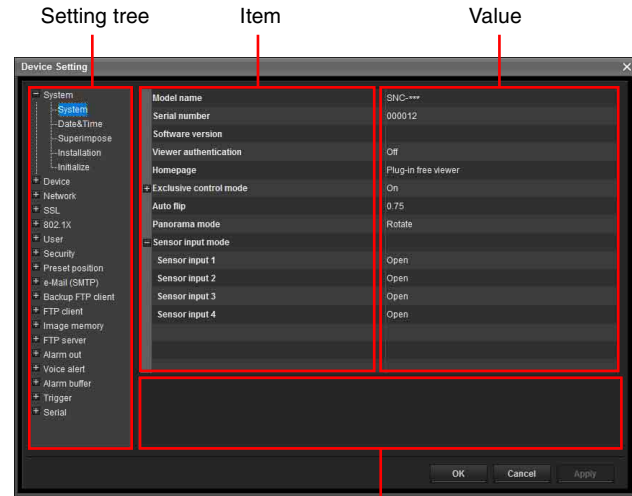 Setting tree Item Value
Device Setting
System
System
Date&Time
Superimpose
Installation
Initialize
Device
Network
SSL
802.1X
User
Security
Preset position
e-Mail (SMTP)
Backup FTP client
FTP client
Image memory
FTP server
Alarm out
Voice alert
Alarm buffer
Trigger
Serial
Model name SNC-***
Serial number 000012
Software version
Viewer authentication Off
Homepage Plug-in free viewer
Exclusive control mode On
Auto flip 0.75
Panorama mode Rotate
Sensor input mode
Sensor input 1 Open
Sensor input 2 Open
Sensor input 3 Open
Sensor input 4 Open
OK Cancel Apply